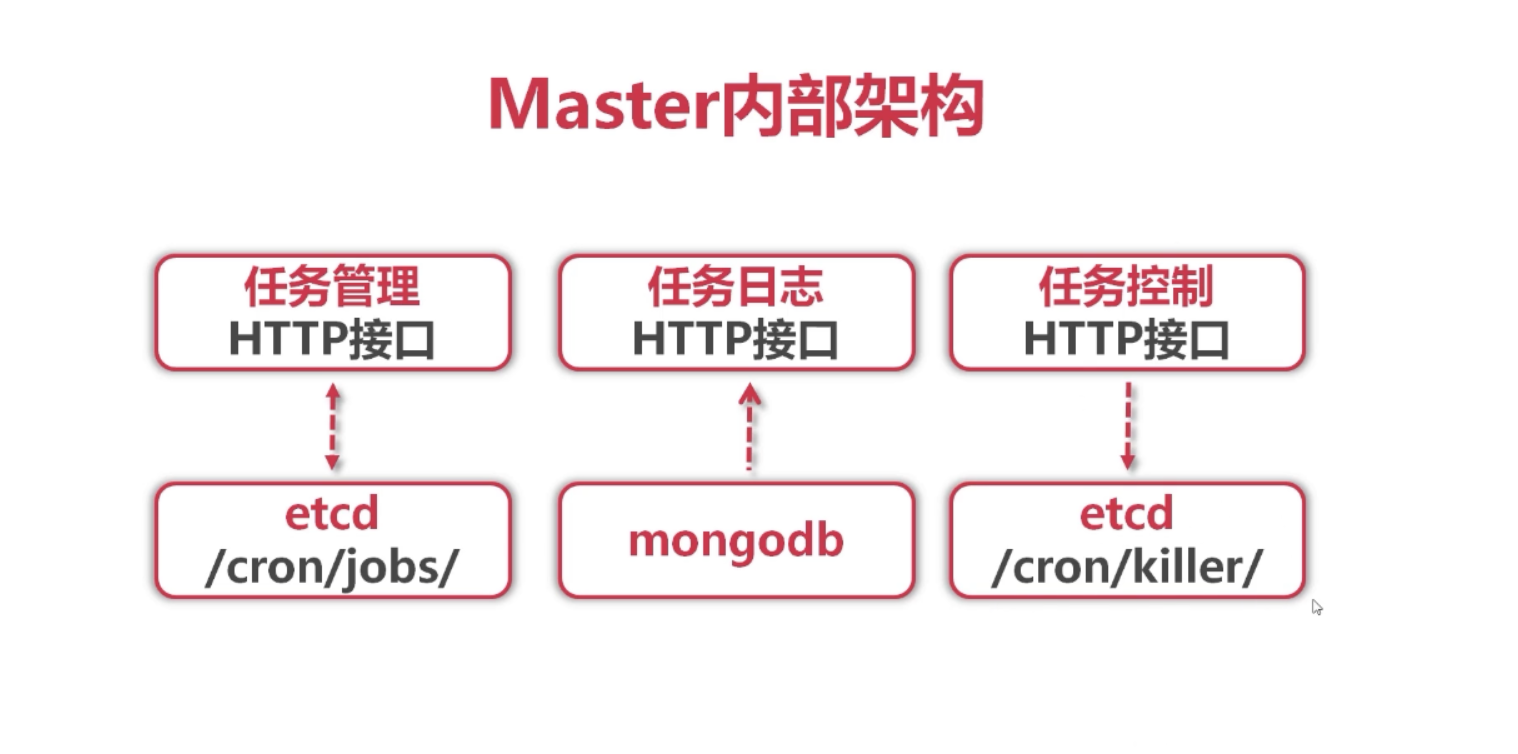 Master内部架构
任务管理
HTTP接口
任务日志
HTTP接口
任务控制
HTTP接口
etcd
/cron/jobs/
mongodb
etcd
/cron/killer/